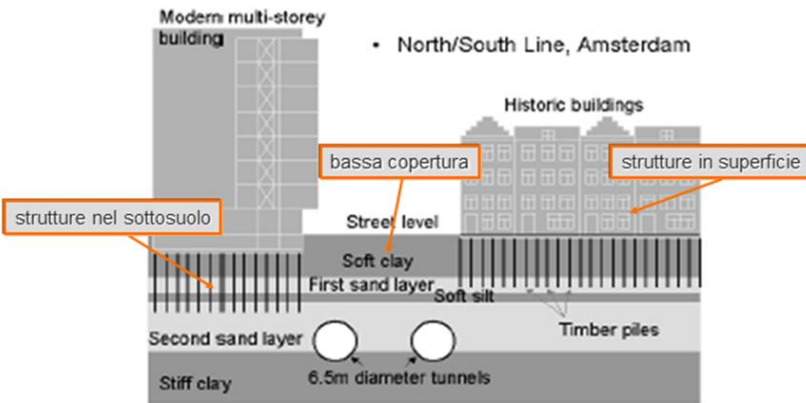 Modern multi-storey
building
• North/South Line, Amsterdam
Historic buildings
bassa copertura
strutture in superficie
strutture nel sottosuolo
Street level
Soft clay
First sand layer
Soft silt
Timber piles
Second sand layer
6.5m diameter tunnels
Stiff clay